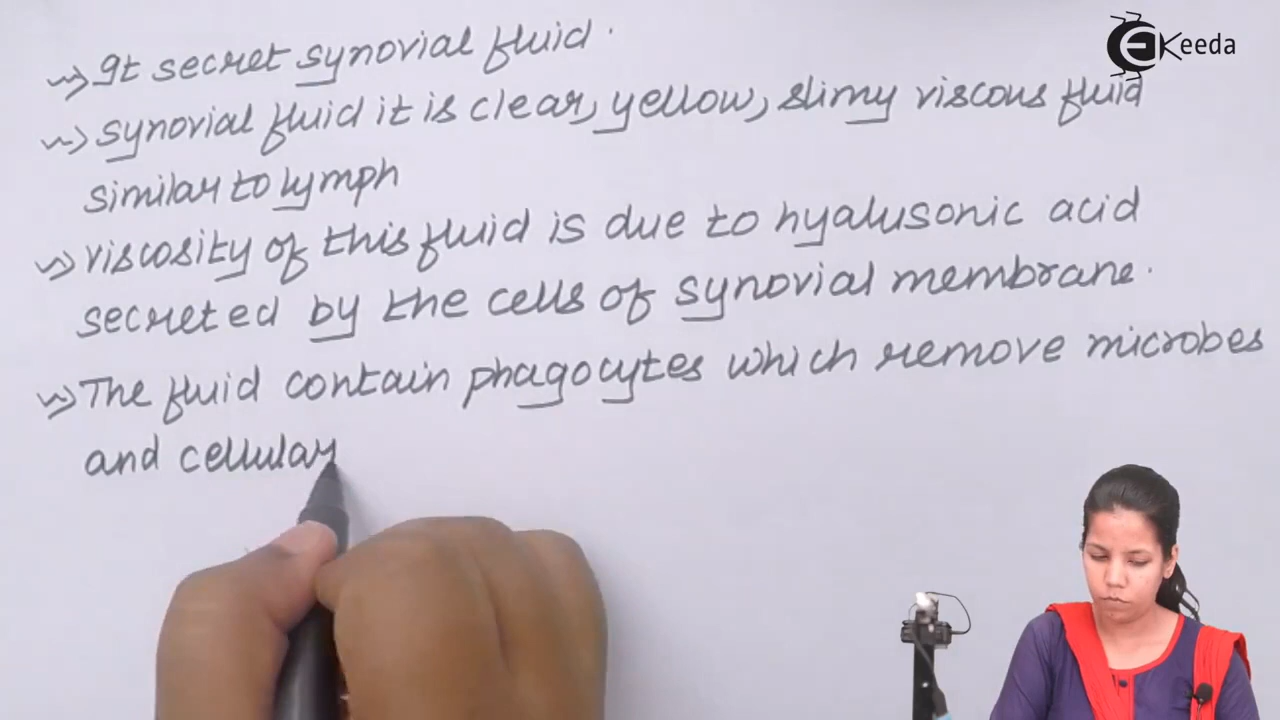 It secret synovial fluid.
Keeda
synovial fluid it is clear, yellow, slimy viscous fluid
similar to lymph
viscosity of this fluid is due to hyalusonic acid
secreted by the cells of synovial membrane.
The fluid contain phagocytes which remove microbes
and cellular